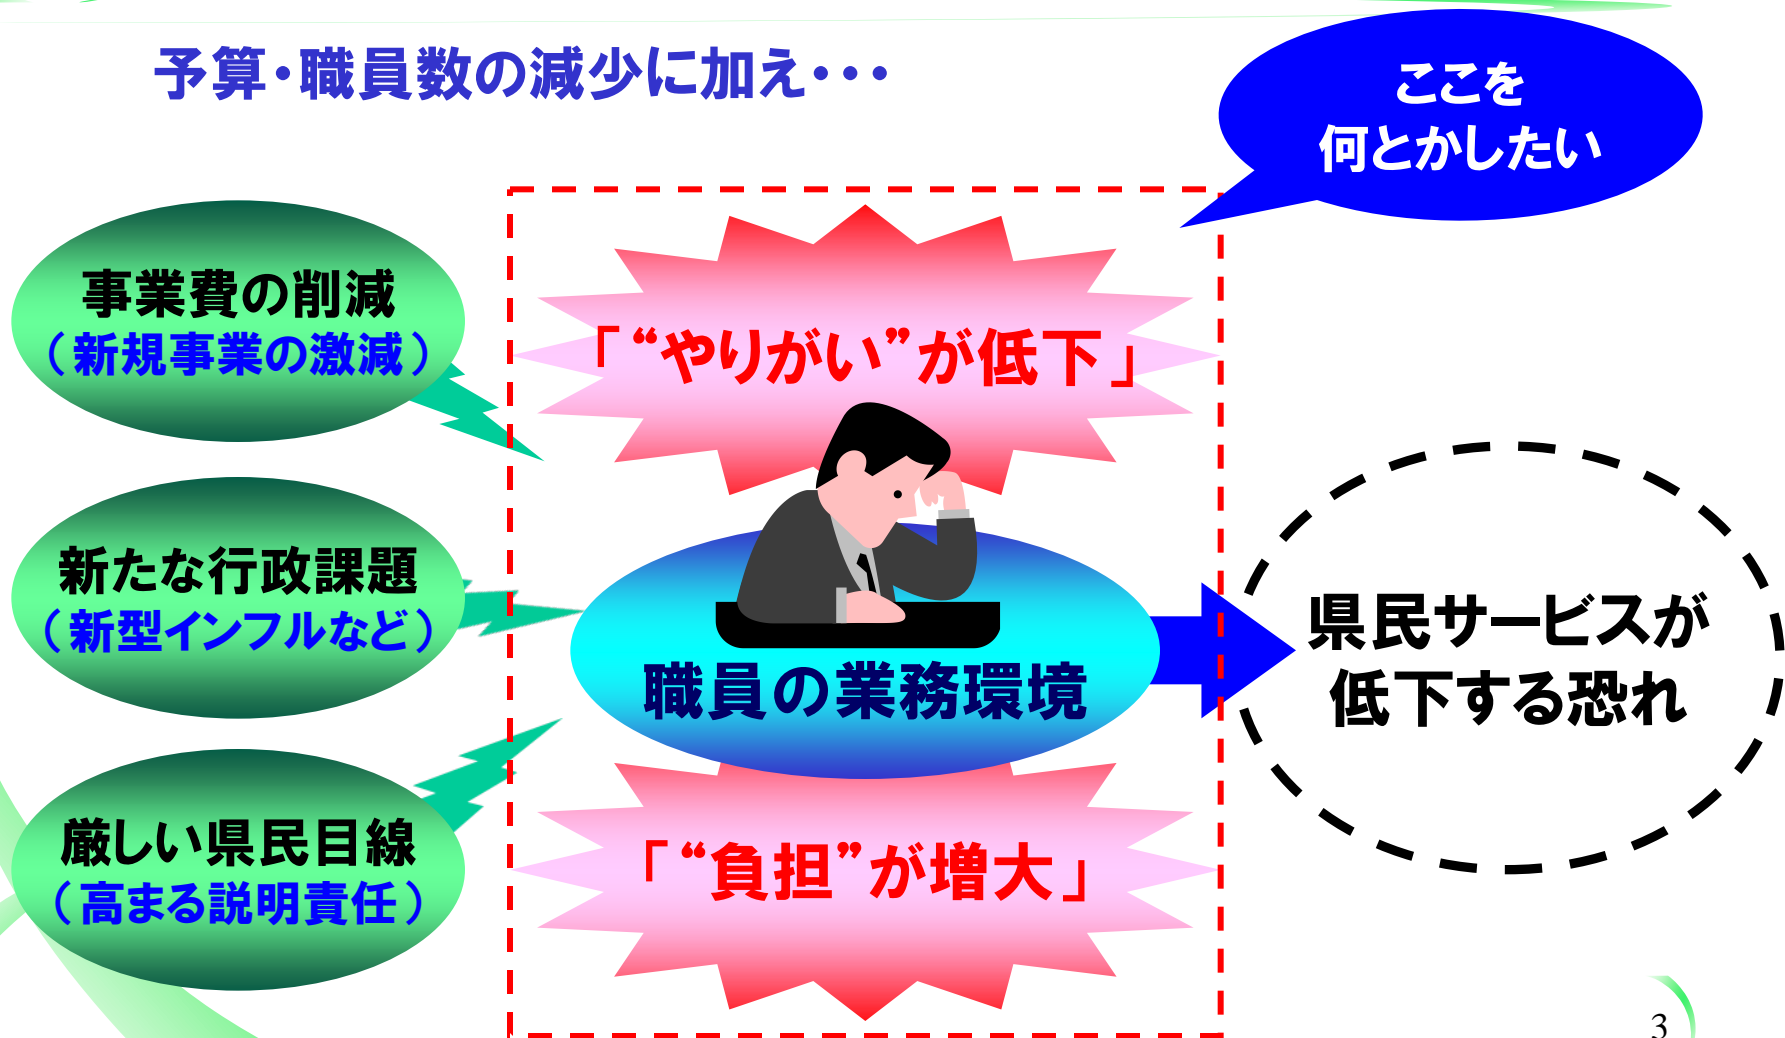 予算・職員数の減少に加え・・・
ここを
何とかしたい
事業費の削減
（新規事業の激減）
新たな行政課題
（新型インフルなど）
厳しい県民目線
（高まる説明責任）
「“やりがい”が低下」
職員の業務環境
「“負担”が増大」
県民サービスが
低下する恐れ
3